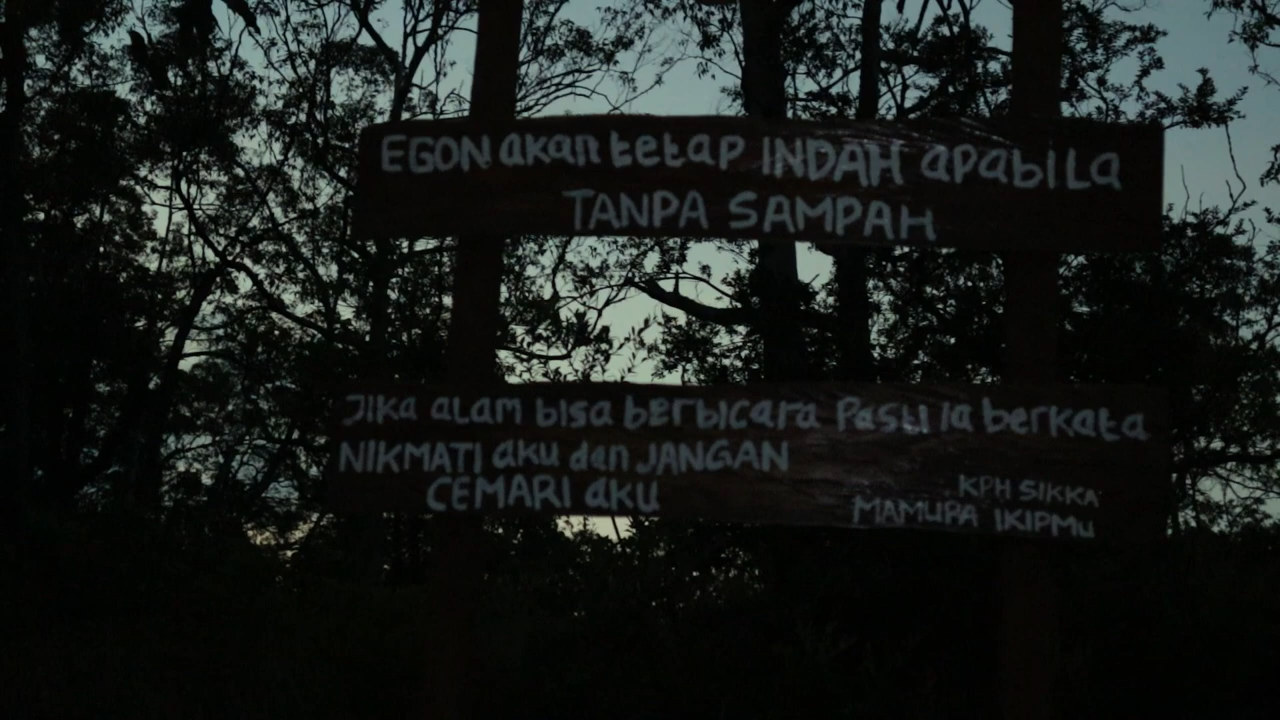 EGON akan tetap INDAH apabila
TANPA SAMPAH
JIKA ALAM bisa berbicara Pasti ia berkata
NIKMATI aku dan JANGAN
CEMARI aKU
KPH SIKKA
MAMUPA IKIPMU